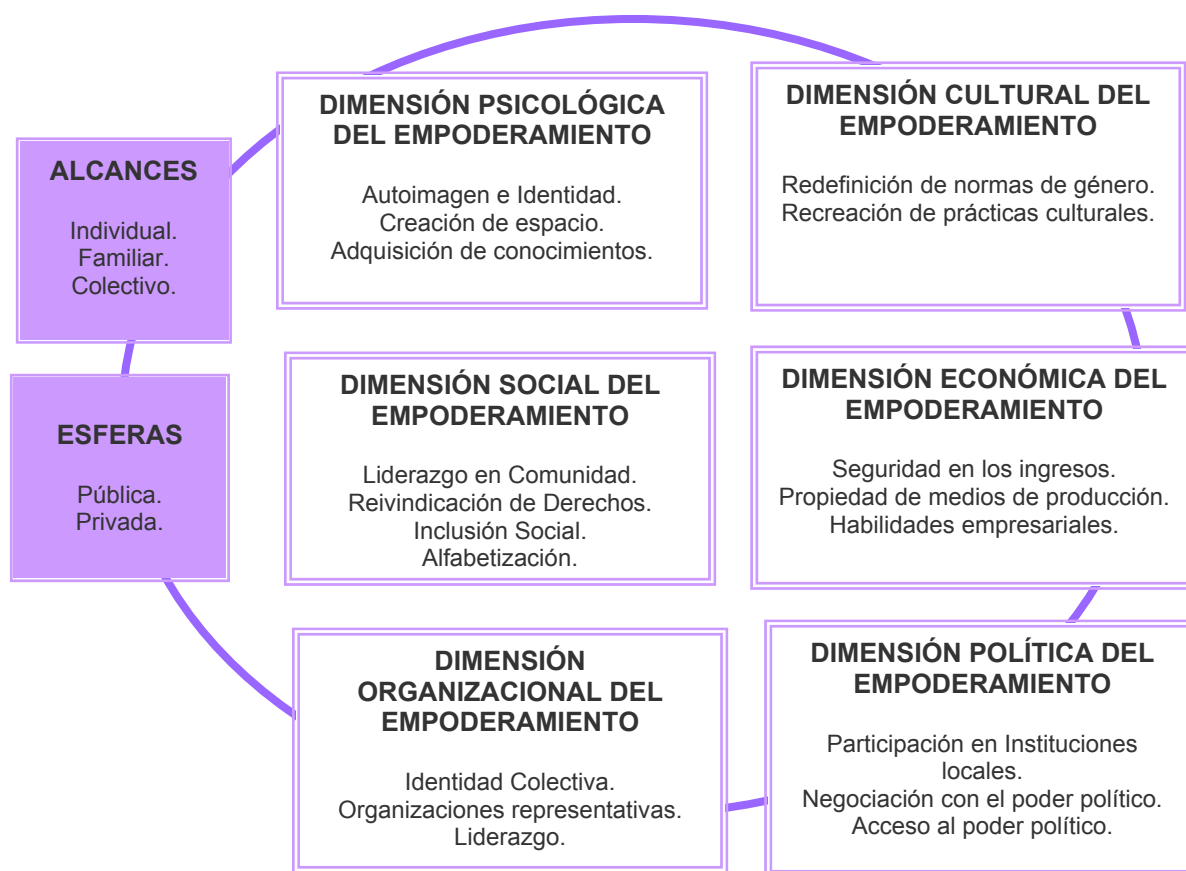 ALCANCES
Individual.
Familiar.
Colectivo.
ESFERAS
Pública.
Privada.
DIMENSIÓN PSICOLÓGICA
DEL EMPODERAMIENTO
Autoimagen e Identidad.
Creación de espacio.
Adquisición de conocimientos.
DIMENSIÓN CULTURAL DEL
EMPODERAMIENTO
Redefinición de normas de género.
Recreación de prácticas culturales.
DIMENSIÓN SOCIAL DEL
EMPODERAMIENTO
Liderazgo en Comunidad.
Reivindicación de Derechos.
Inclusión Social.
Alfabetización.
DIMENSIÓN ECONÓMICA DEL
EMPODERAMIENTO
Seguridad en los ingresos.
Propiedad de medios de producción.
Habilidades empresariales.
DIMENSIÓN
ORGANIZACIONAL DEL
EMPODERAMIENTO
Identidad Colectiva.
Organizaciones representativas.
Liderazgo.
DIMENSIÓN POLÍTICA DEL
EMPODERAMIENTO
Participación en Instituciones
locales.
Negociación con el poder político.
Acceso al poder político.